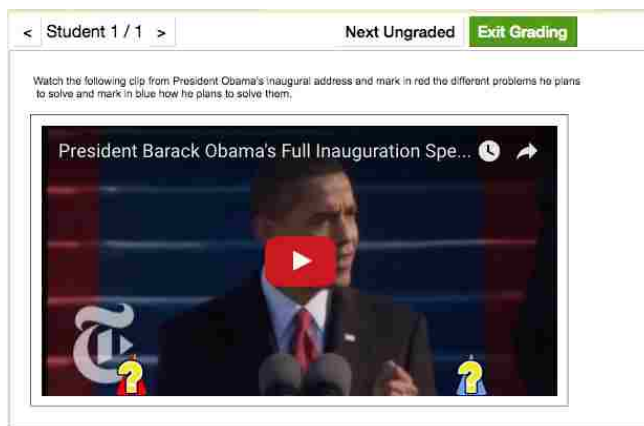 < Student 1 / 1 > Next Ungraded Exit Grading
Watch the following clip from President Obama's inaugural address and mark in red the different problems he plans
to solve and mark in blue how he plans to solve them.
President Barack Obama's Full Inauguration Spe...
T
? ?